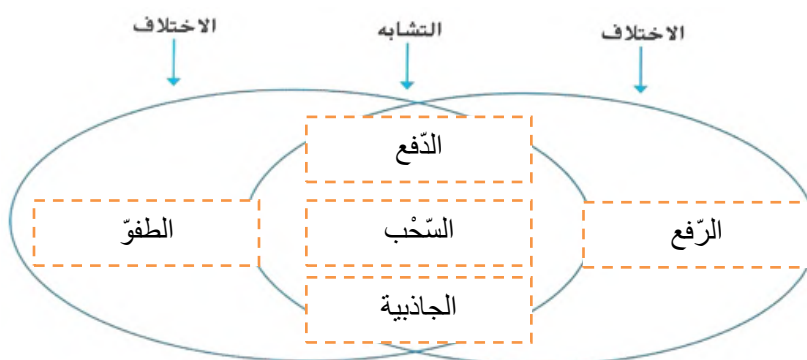 الاختلاف
التشابه
الاختلاف
الدّفع
الرّفع
السّحْب
الطفوّ
الجاذبية